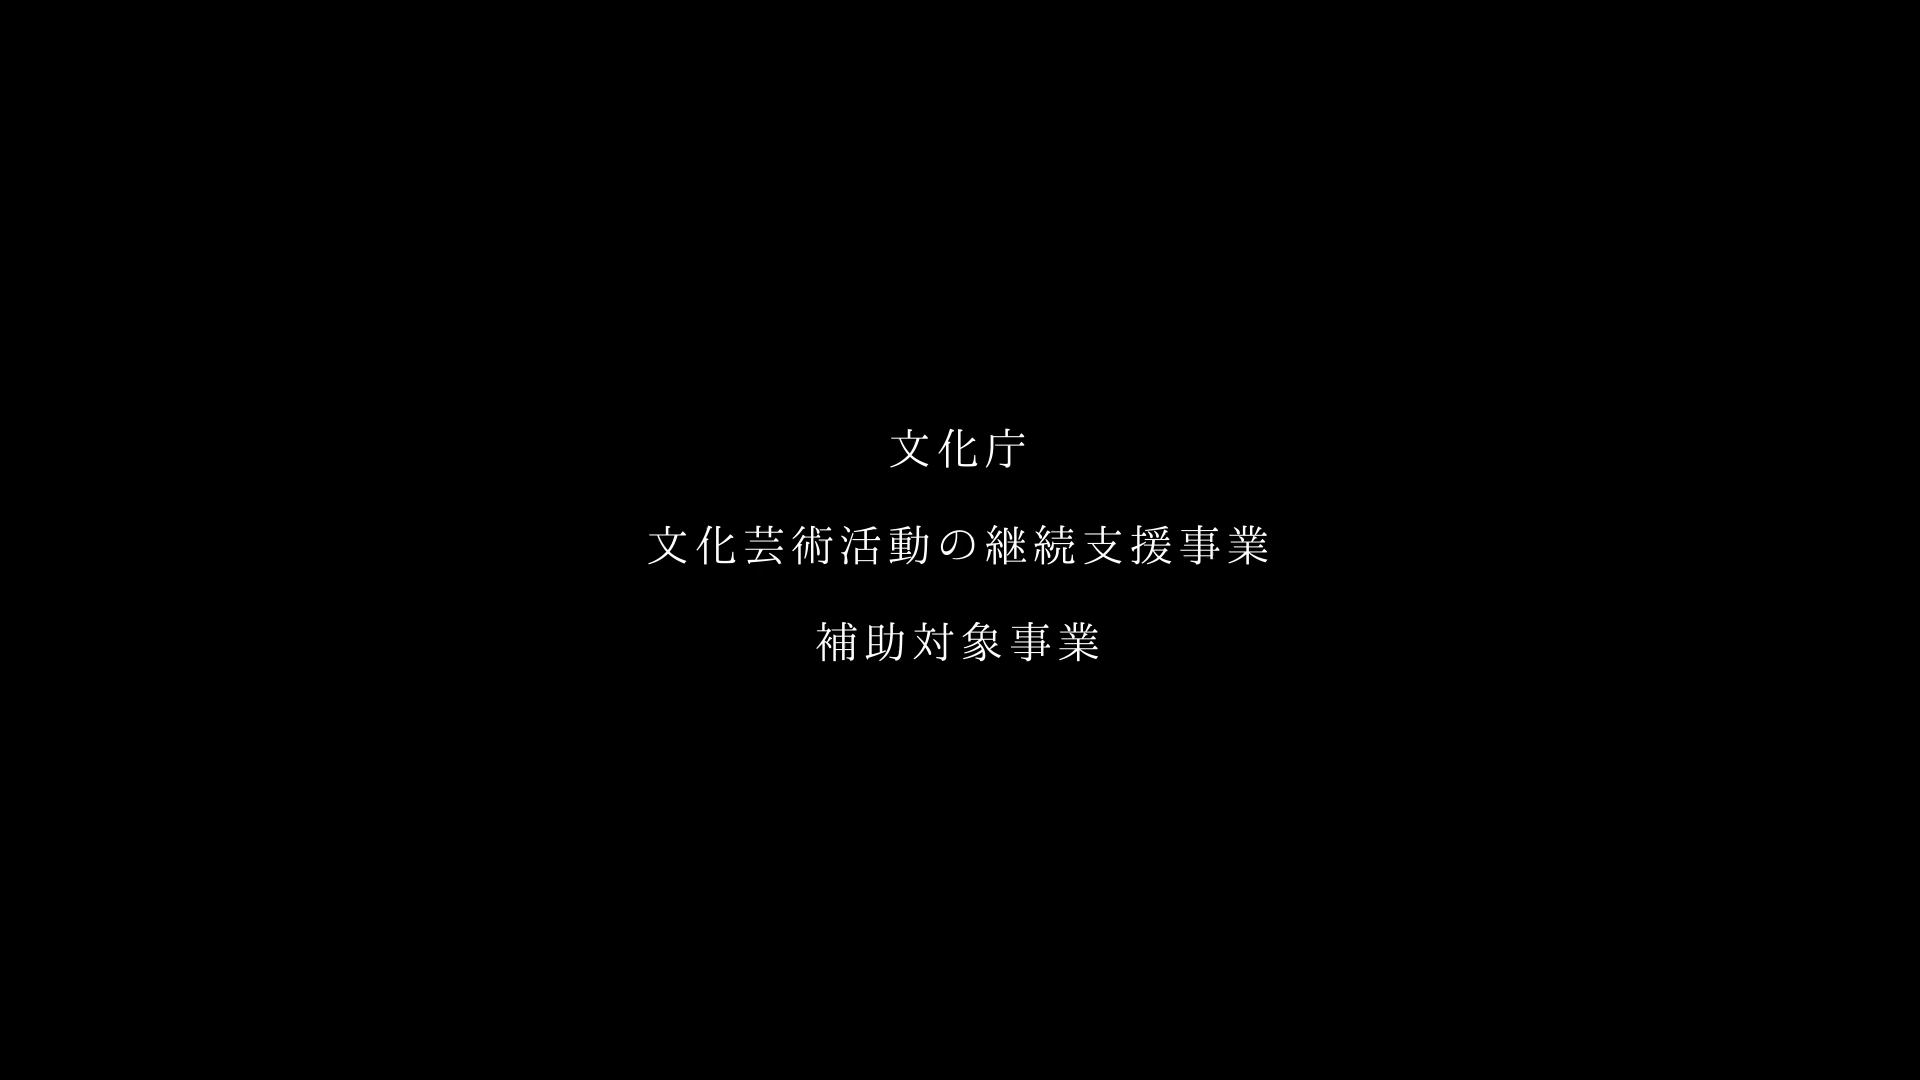 文化庁
文化芸術活動の継続支援事業
補助対象事業